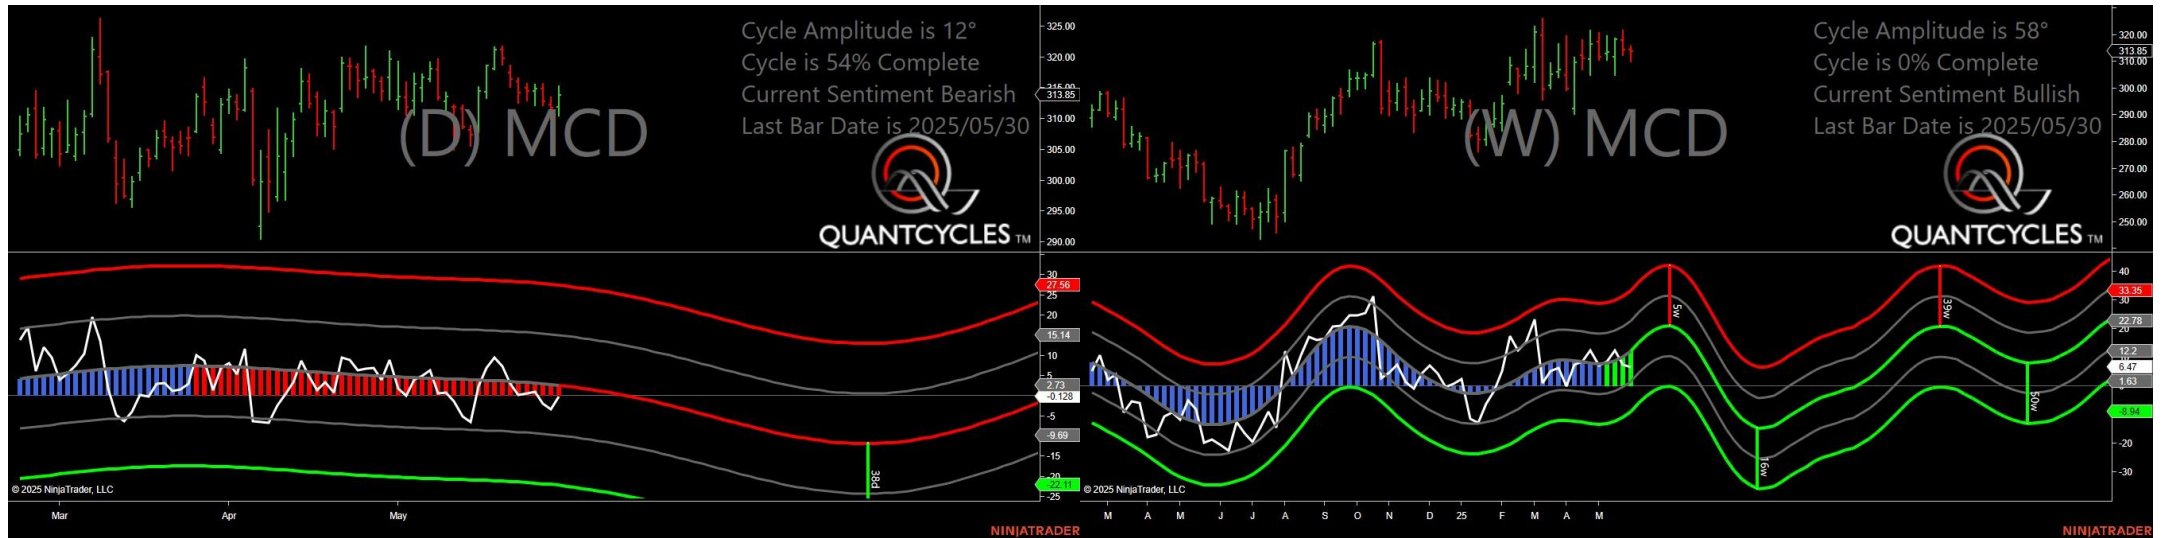 Cycle Amplitude is 12°
Cycle is 54% Complete
Current Sentiment Bearish
Last Bar Date is 2025/05/30
(D) MCD
QUANTCYCLES TM
325.00
320.00
315.00
313.85
310.00
305.00
300.00
295.00
290.00
30
27.56
25
20
15.14
10
5
2.73
-0.128
-5
-9.69
-15
-22.11
-25
38d
© 2025 NinjaTrader, LLC
Mar
Apr
May
NINJATRADER
Cycle Amplitude is 58°
Cycle is 0% Complete
Current Sentiment Bullish
Last Bar Date is 2025/05/30
(W) MCD
QUANTCYCLES TM
320.00
313.85
310.00
300.00
290.00
280.00
270.00
260.00
250.00
40
33.35
30
22.78
20
12.2
6.47
1.63
-8.94
-20
-30
5w
16w
39w
50w
© 2025 NinjaTrader, LLC
M A M J J A S O N D 25 F M A M
NINJATRADER